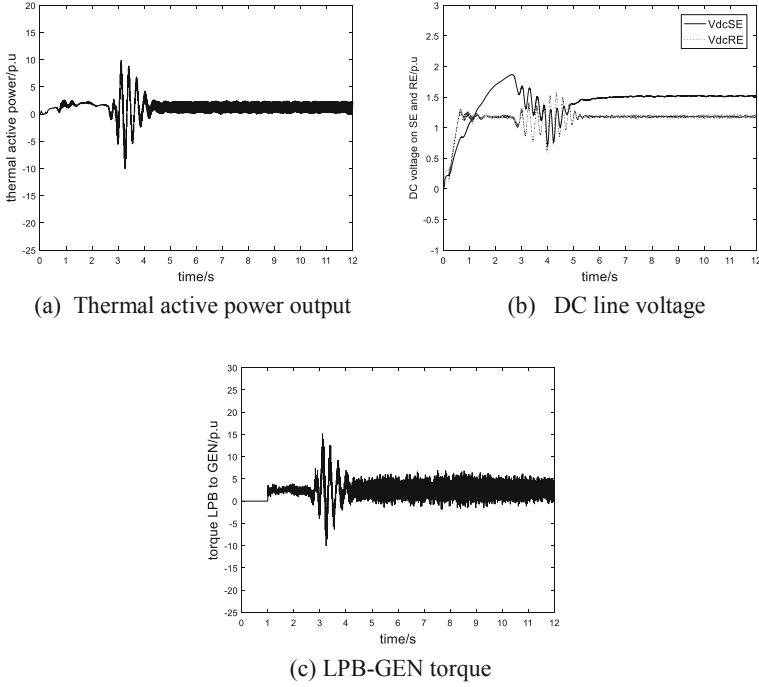 25
20
15
10
5
0
-5
-10
-15
-20
-25
thermal active power/p.u
0 1 2 3 4 5 6 7 8 9 10 11 12
time/s
(a) Thermal active power output
3
2.5
2
1.5
1
0.5
0
-0.5
-1
DC voltage on SE and RE/p.u
VdcSE
VdcRE
0 1 2 3 4 5 6 7 8 9 10 11 12
time/s
(b) DC line voltage
30
25
20
15
10
5
0
-5
-10
-15
-20
-25
torque LPB to GEN/p.u
0 1 2 3 4 5 6 7 8 9 10 11 12
time/s
(c) LPB-GEN torque